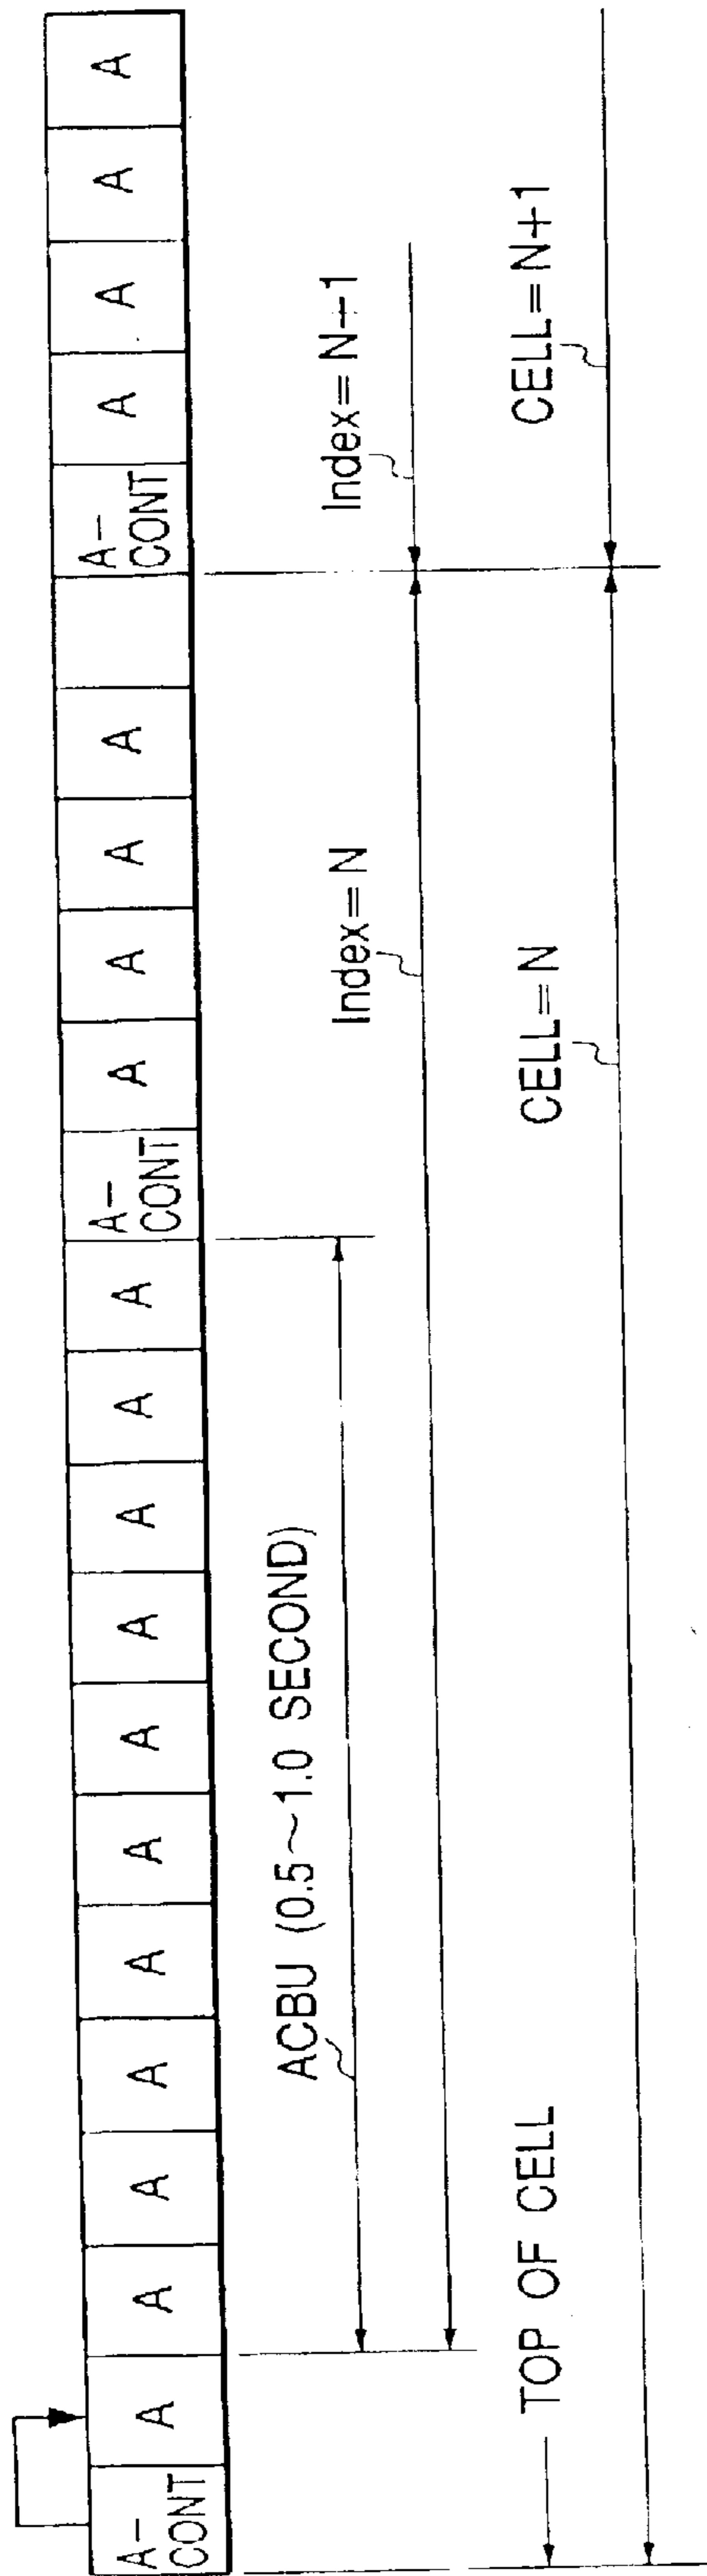 A-
CONT
A
A
A
A
A
A
A
A
A
A
A
A-
CONT
A
A
A
A
A-
CONT
A
A
A
A
ACBU (0.5~1.0 SECOND)
Index=N
Index=N+1
TOP OF CELL
CELL=N
CELL=N+1